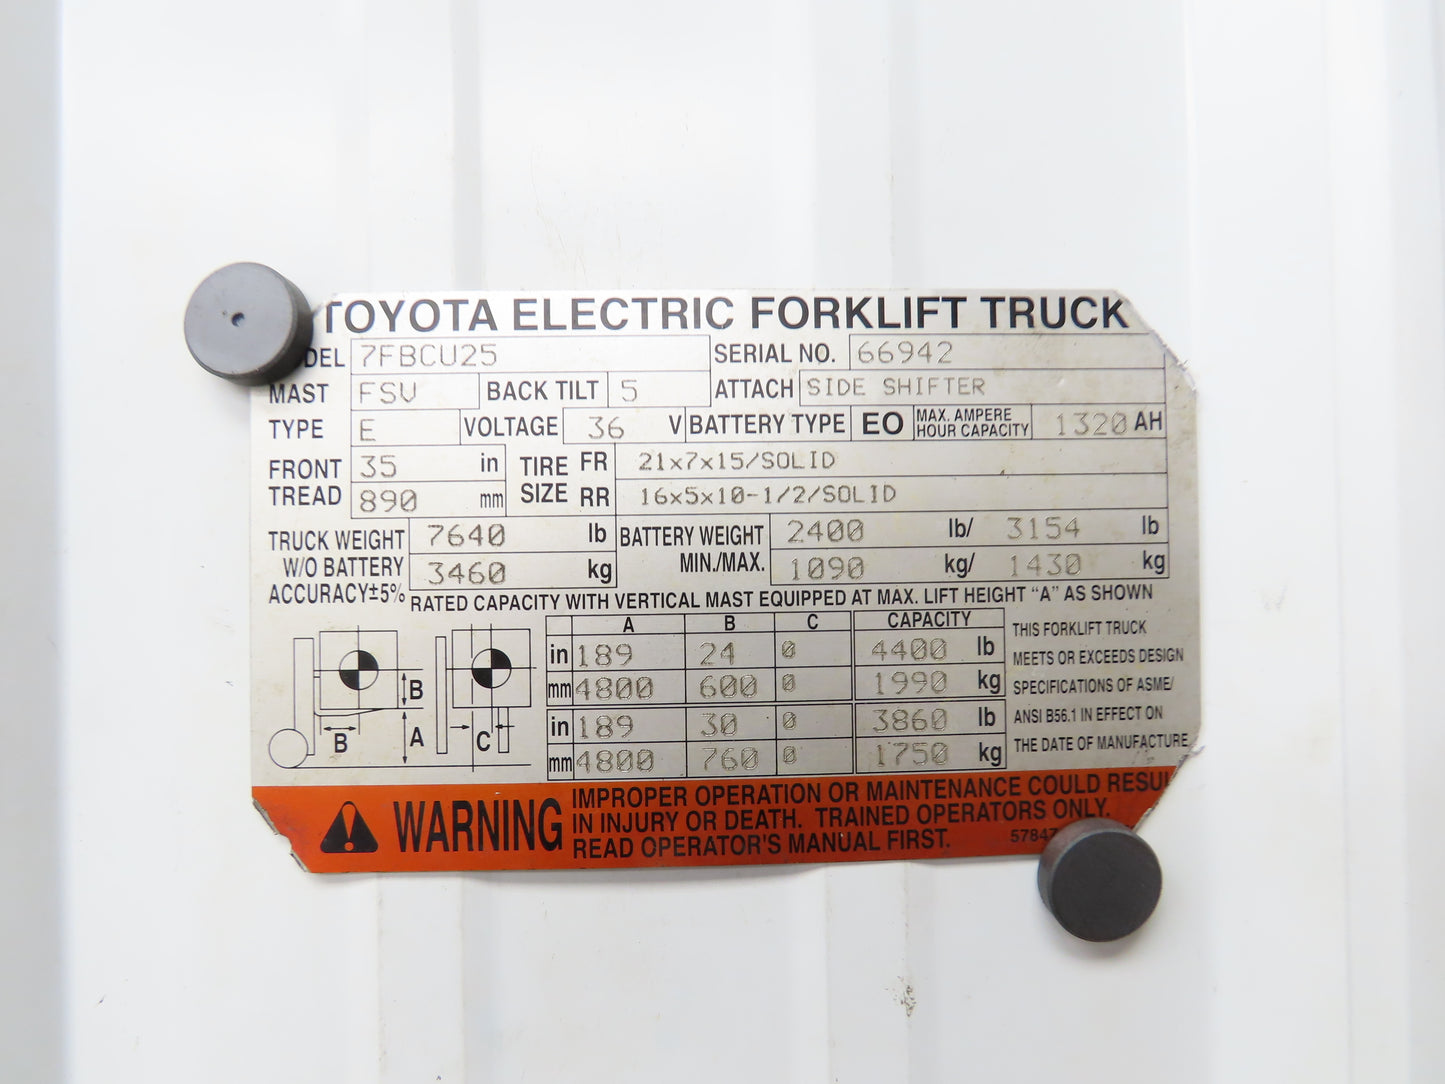 TOYOTA ELECTRIC FORKLIFT TRUCK
DEL 7FBCU25 SERIAL NO. 66942
MAST FSV BACK TILT 5 ATTACH SIDE SHIFTER
TYPE E VOLTAGE 36 V BATTERY TYPE EO MAX. AMPERE HOUR CAPACITY 1320 AH
FRONT TREAD 35 in TIRE SIZE FR 21x7x15/SOLID
890 mm RR 16x5x10-1/2/SOLID
TRUCK WEIGHT 7640 lb BATTERY WEIGHT 2400 lb/ 3154 lb
W/O BATTERY 3460 kg MIN./MAX. 1090 kg/ 1430 kg
ACCURACY±5% RATED CAPACITY WITH VERTICAL MAST EQUIPPED AT MAX. LIFT HEIGHT "A" AS SHOWN
A B C CAPACITY
in 189 24 0 4400 lb
mm 4800 600 0 1990 kg
in 189 30 0 3860 lb
mm 4800 760 0 1750 kg
B
B A C
THIS FORKLIFT TRUCK
MEETS OR EXCEEDS DESIGN
SPECIFICATIONS OF ASME/
ANSI B56.1 IN EFFECT ON
THE DATE OF MANUFACTURE
WARNING
IMPROPER OPERATION OR MAINTENANCE COULD RESUL
IN INJURY OR DEATH. TRAINED OPERATORS ONLY.
READ OPERATOR'S MANUAL FIRST. 57847